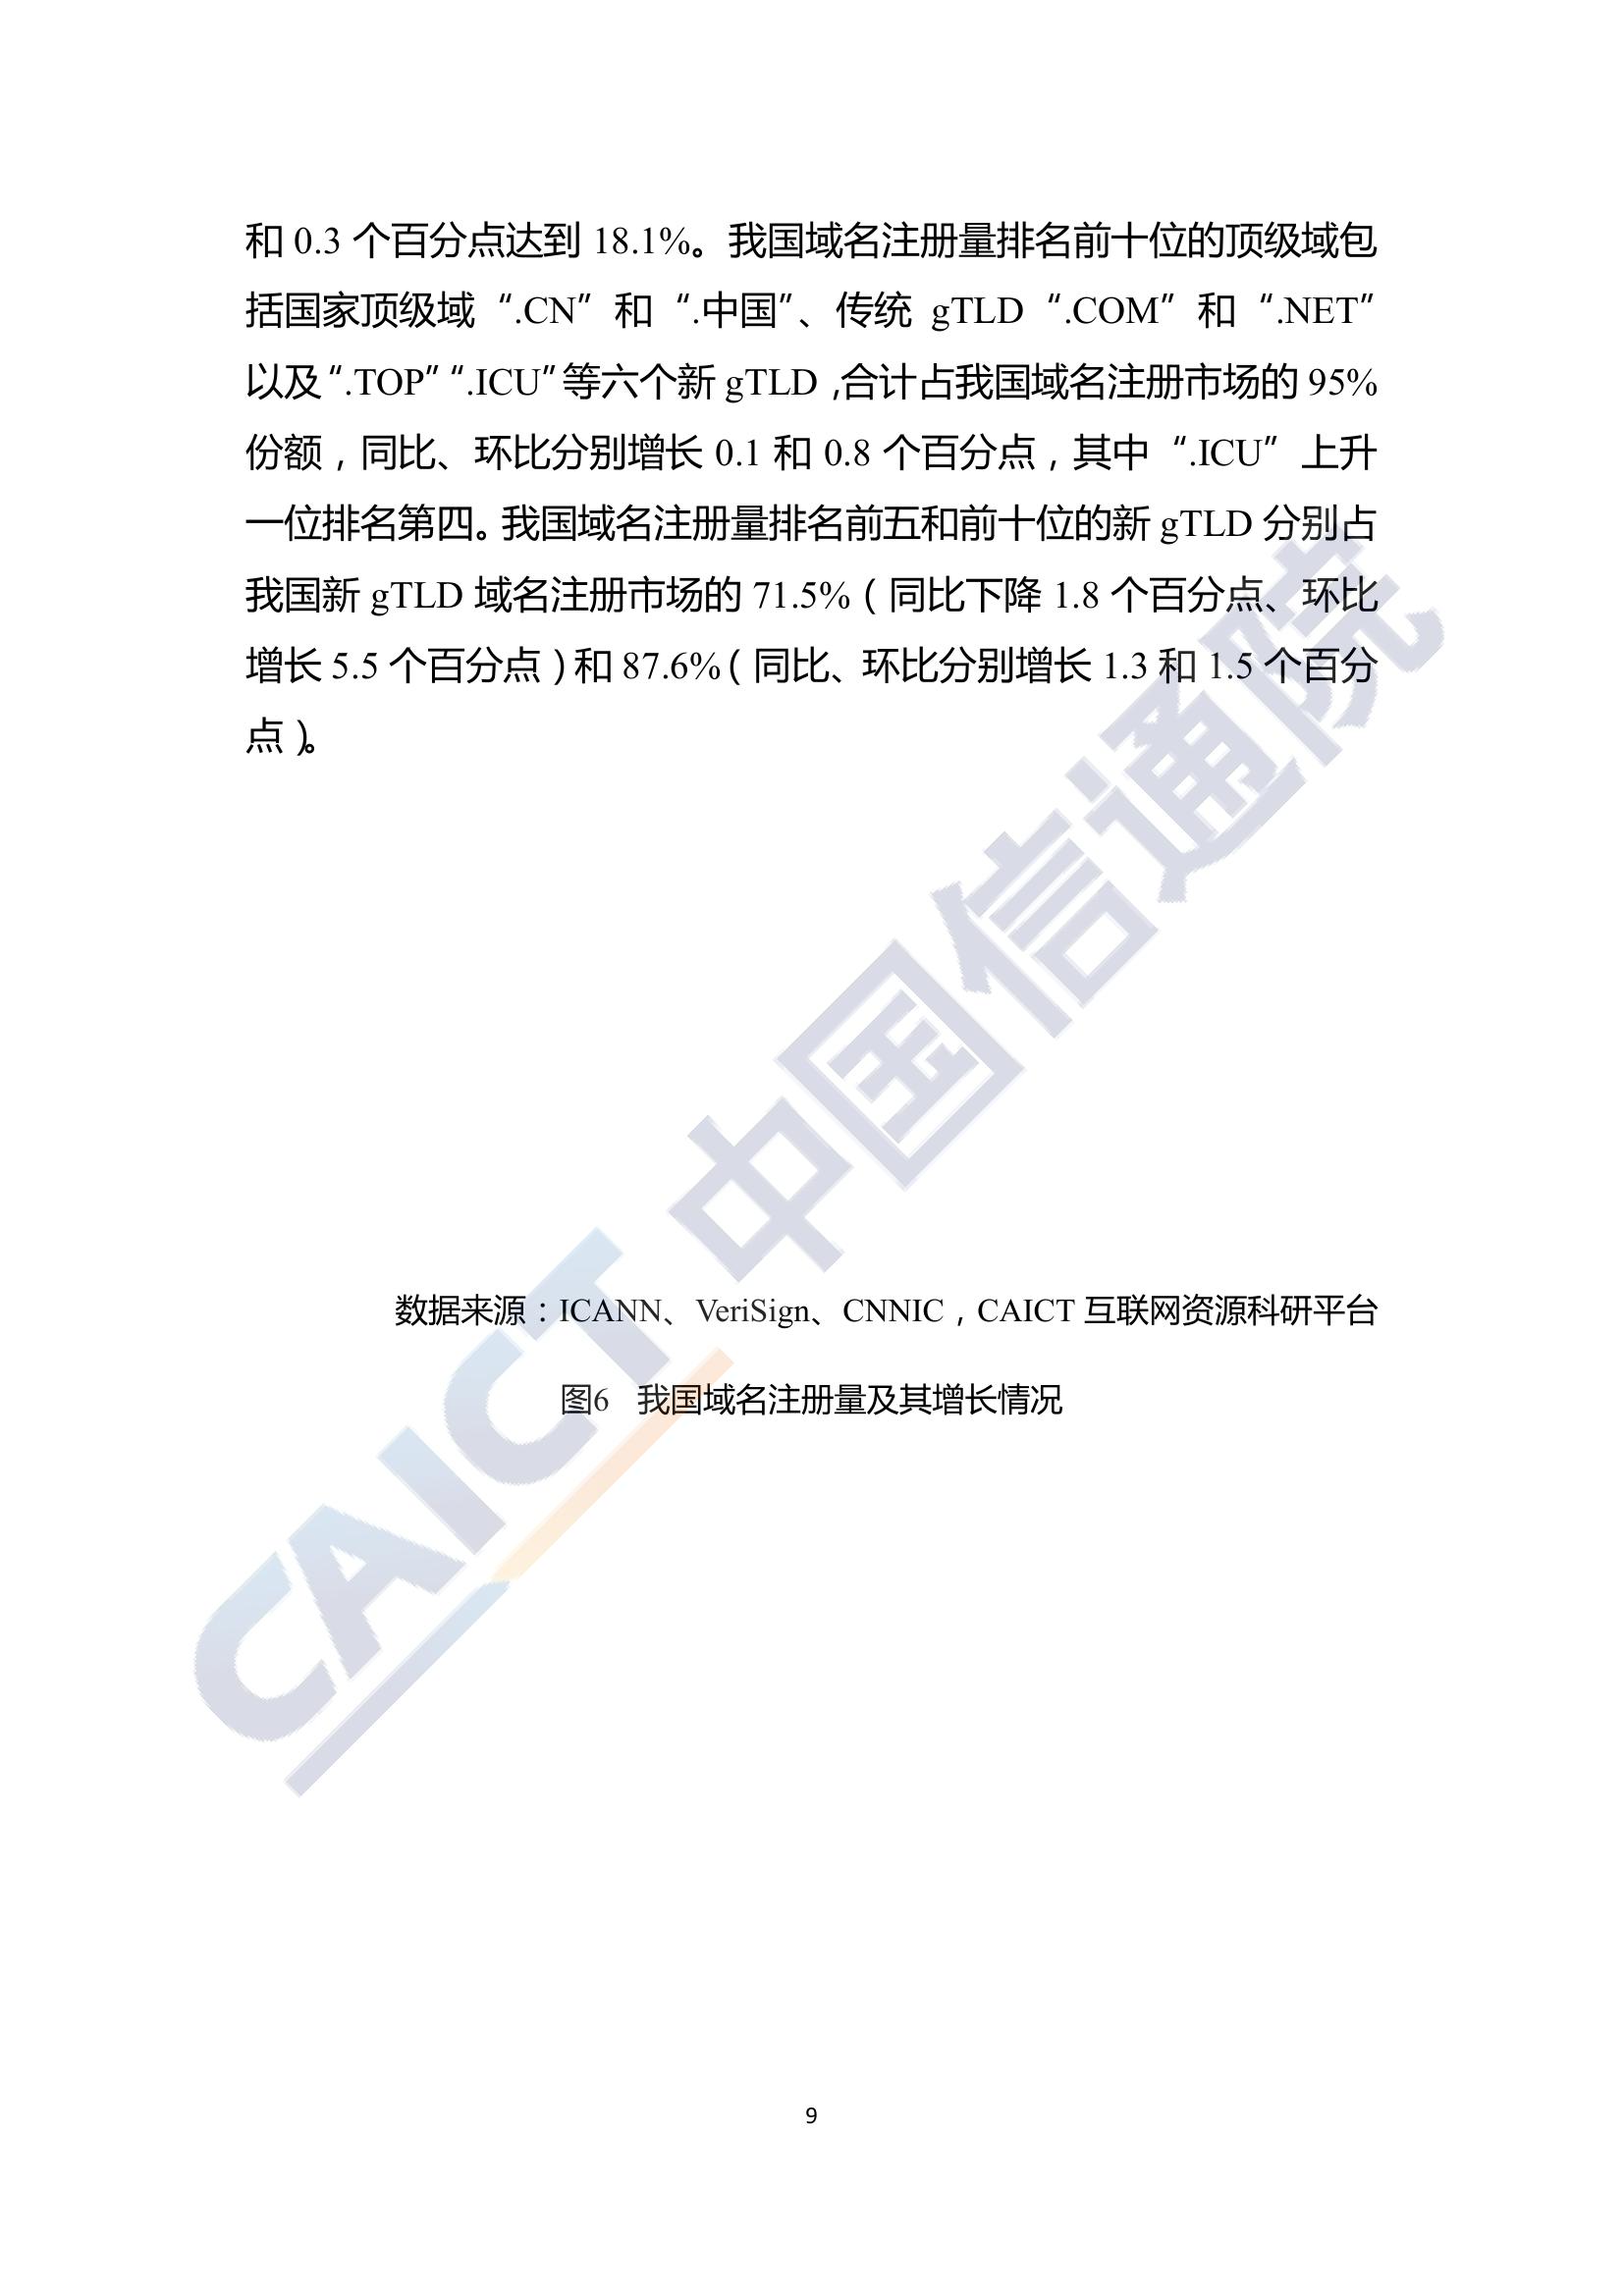 和 0.3 个百分点达到 18.1%。我国域名注册量排名前十位的顶级域包
括国家顶级域“.CN”和“.中国”、传统 gTLD“.COM”和“.NET”
以及“.TOP”“.ICU”等六个新 gTLD，合计占我国域名注册市场的 95%
份额，同比、环比分别增长 0.1 和 0.8 个百分点，其中“.ICU”上升
一位排名第四。我国域名注册量排名前五和前十位的新 gTLD 分别占
我国新 gTLD 域名注册市场的 71.5%（同比下降 1.8 个百分点、环比
增长 5.5 个百分点）和 87.6%（同比、环比分别增长 1.3 和 1.5 个百分
点）。
CAICT 中国信通院
数据来源：ICANN、VeriSign、CNNIC，CAICT 互联网资源科研平台
图6 我国域名注册量及其增长情况
9